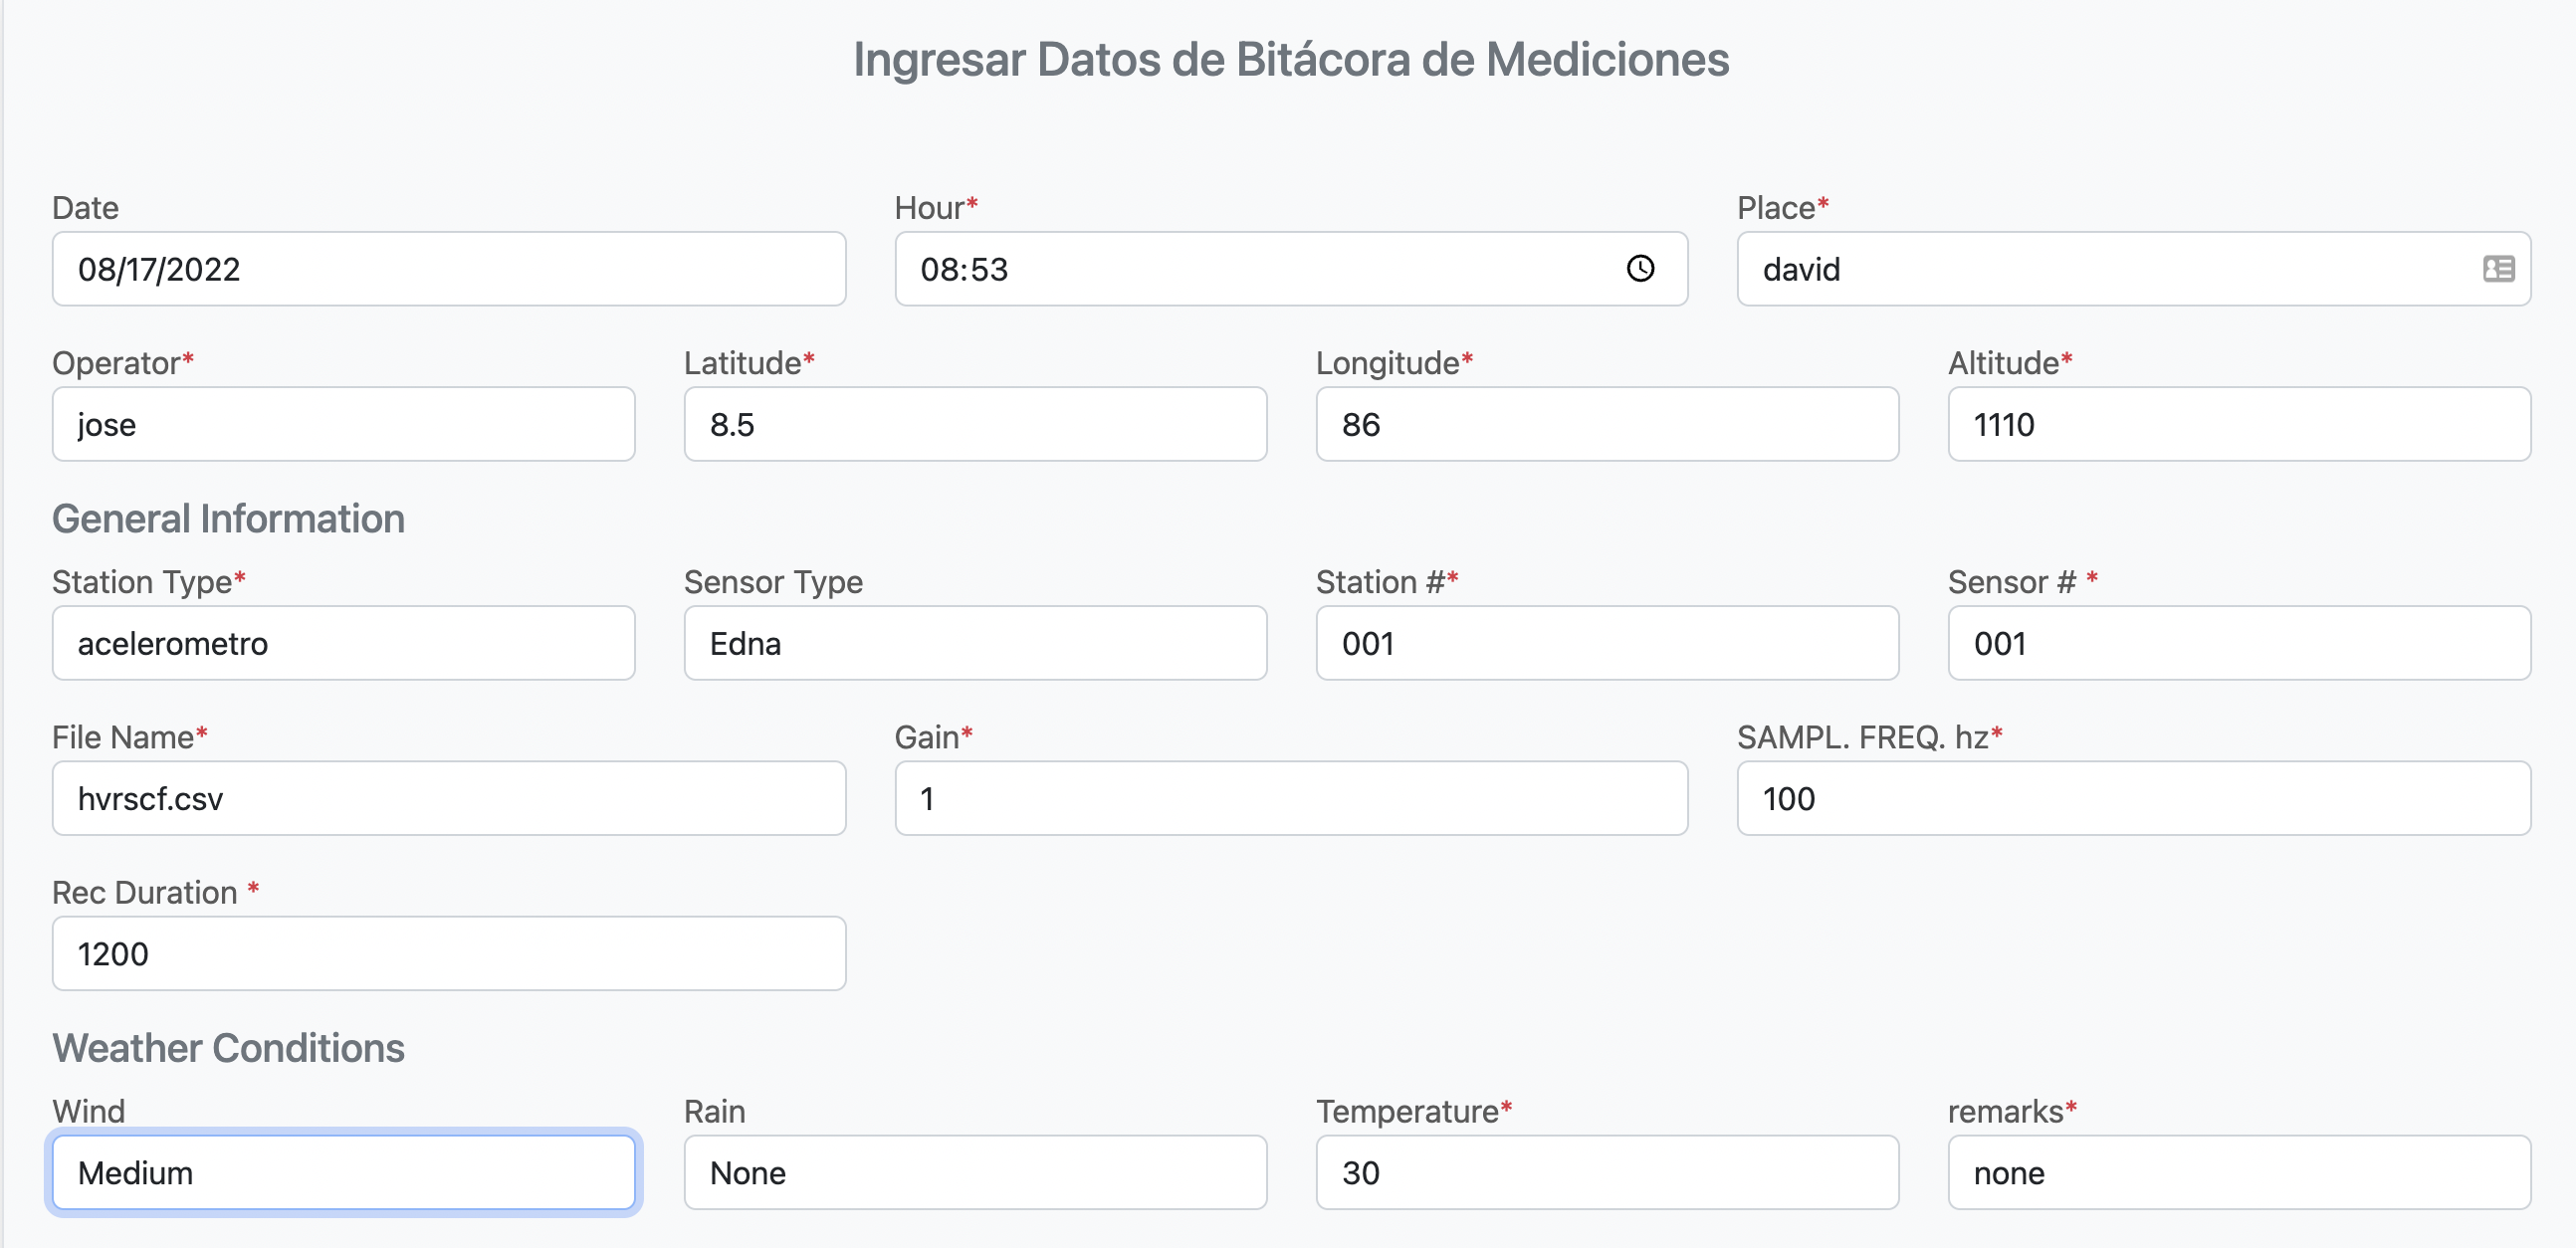 Ingresar Datos de Bitácora de Mediciones
Date Hour* Place*
08/17/2022 08:53 david
Operator* Latitude* Longitude* Altitude*
jose 8.5 86 1110
General Information
Station Type* Sensor Type Station #* Sensor # *
acelerometro Edna 001 001
File Name* Gain* SAMPL. FREQ. hz*
hvrscf.csv 1 100
Rec Duration *
1200
Weather Conditions
Wind Rain Temperature* remarks*
Medium None 30 none